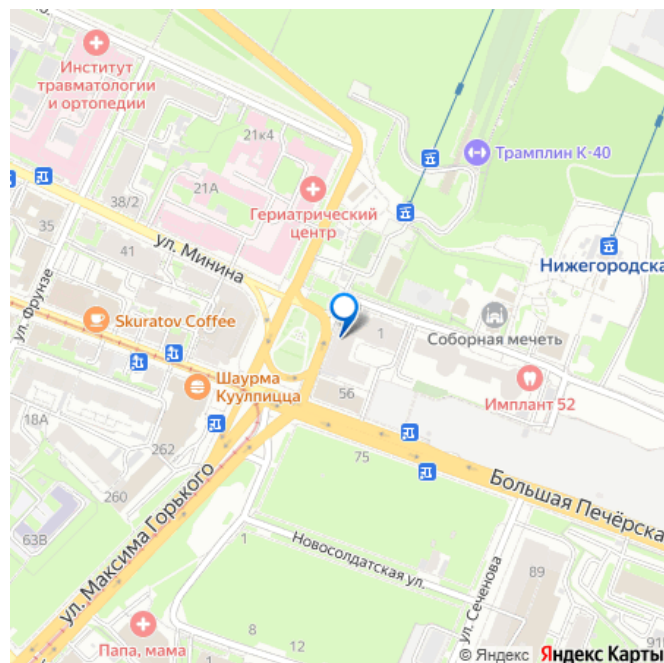 Институт
травматологии
и ортопедии
21к4
Трамплин К-40
21А
38/2
Гериатрический
центр
35
41
ул. Минина
Нижегородска
ул. Фрунзе
Skuratov Coffee
1
Соборная мечеть
Шаурма
Куулпицца
56
Имплант 52
18А
262
75
260
Большая Печёрска
63В
ул. Максима Горького
1
Новосолдатская ул.
ул. Сеченова
89
8
12
Папа, мама
91
© Яндекс Яндекс Карты